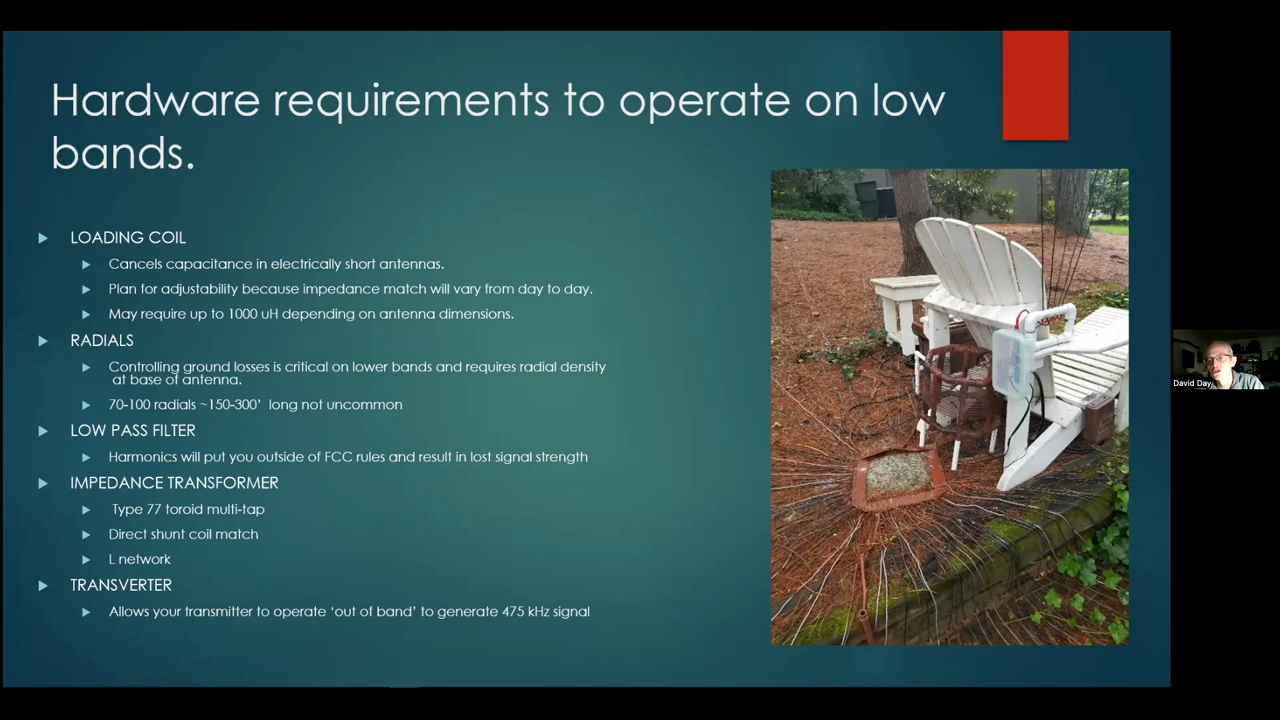 Hardware requirements to operate on low
bands.
LOADING COIL
Cancels capacitance in electrically short antennas.
Plan for adjustability because impedance match will vary from day to day.
May require up to 1000 uH depending on antenna dimensions.
RADIALS
Controlling ground losses is critical on lower bands and requires radial density
at base of antenna.
70-100 radials ~150-300' long not uncommon
LOW PASS FILTER
Harmonics will put you outside of FCC rules and result in lost signal strength
IMPEDANCE TRANSFORMER
Type 77 toroid multi-tap
Direct shunt coil match
L network
TRANSVERTER
Allows your transmitter to operate 'out of band' to generate 475 kHz signal
David Day